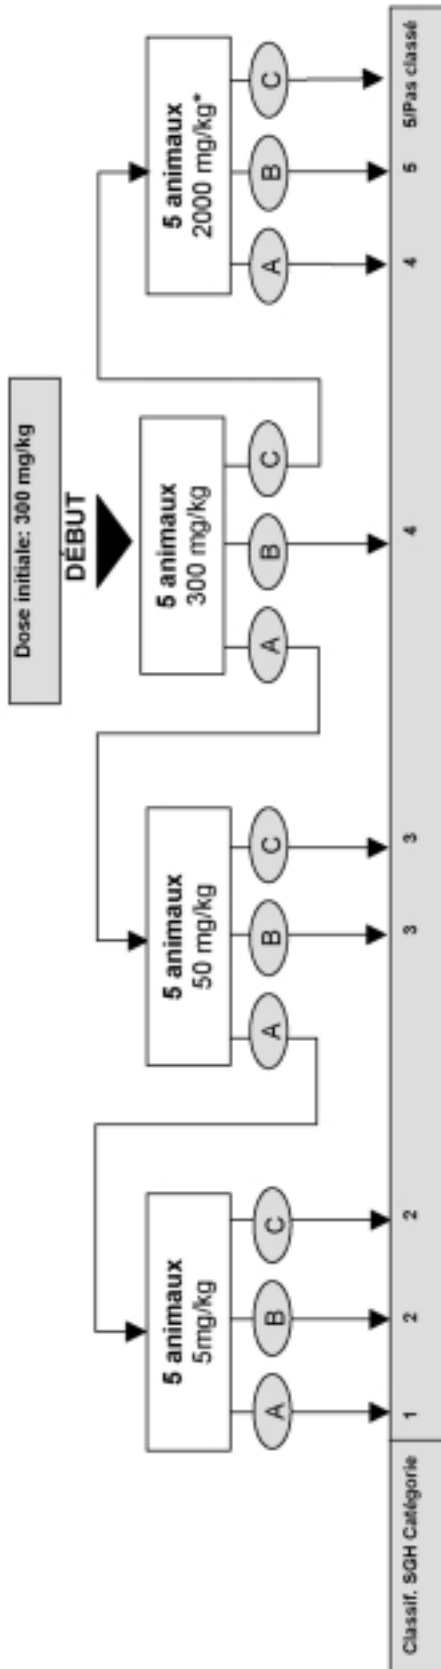 Dose initiale: 300 mg/kg
DÉBUT
5 animaux
5mg/kg
5 animaux
50 mg/kg
5 animaux
300 mg/kg
5 animaux
2000 mg/kg*
A
B
C
A
B
C
A
B
C
A
B
C
Classif. SGH Catégorie
1
2
2
3
3
4
4
5
5/Pas classé